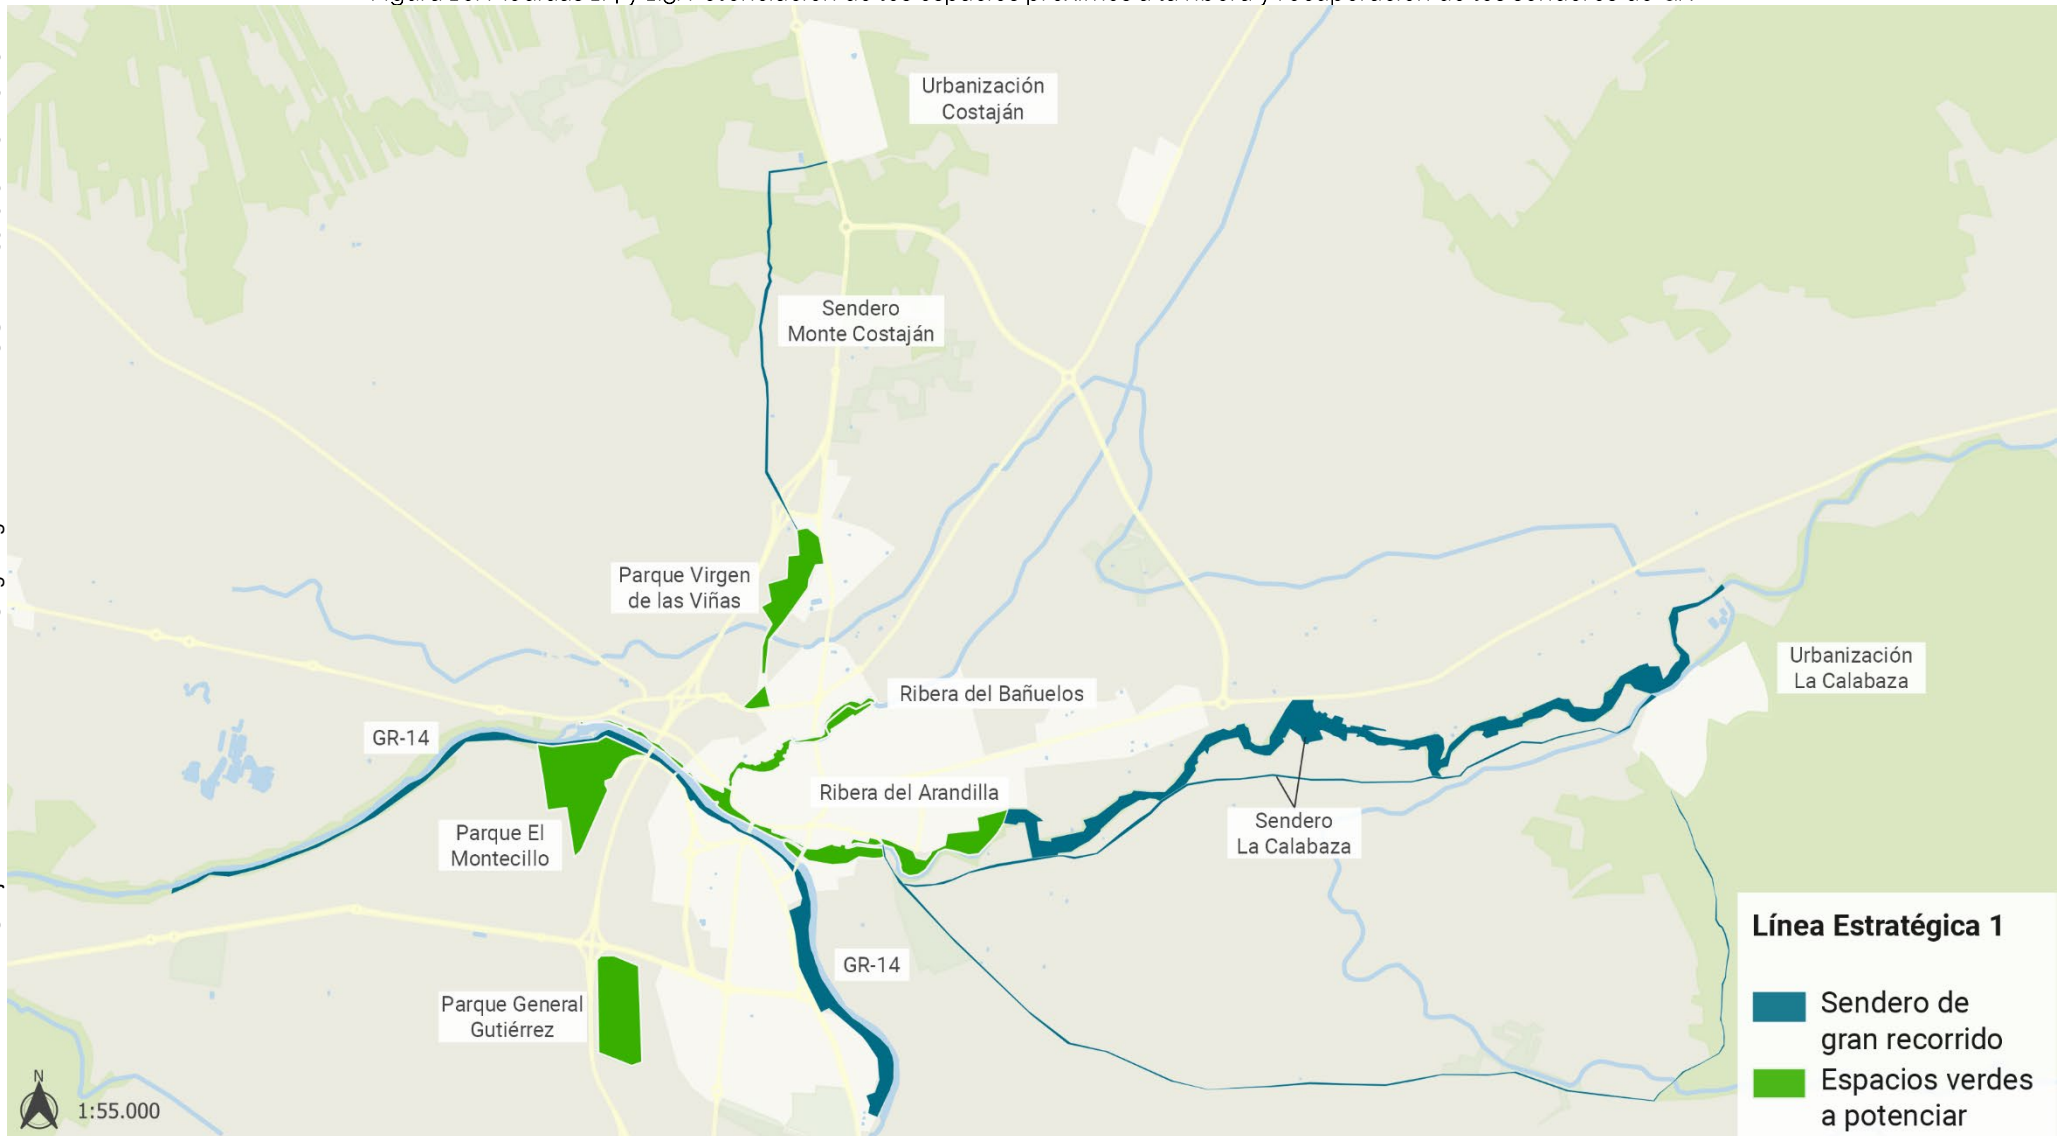 Urbanización
Costaján
Sendero
Monte Costaján
Parque Virgen
de las Viñas
Ribera del Bañuelos
Urbanización
La Calabaza
GR-14
Ribera del Arandilla
Parque El
Montecillo
Sendero
La Calabaza
GR-14
Parque General
Gutiérrez
Línea Estratégica 1
Sendero de
gran recorrido
Espacios verdes
a potenciar
N
1:55.000